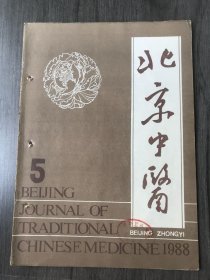 北京中醫
BEIJING ZHONGYI
5
BEIJING
JOURNAL OF
TRADITIONAL
CHINESE MEDICINE 1988